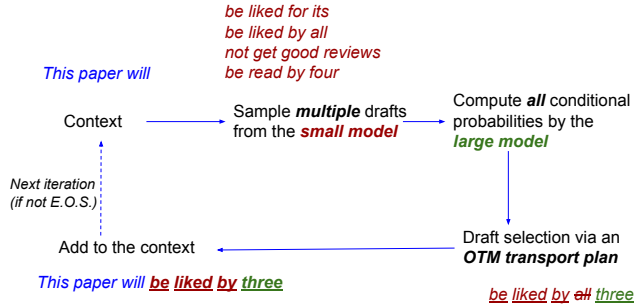 be liked for its
be liked by all
not get good reviews
be read by four
This paper will
Context
Sample multiple drafts
from the small model
Compute all conditional
probabilities by the
large model
Next iteration
(if not E.O.S.)
Add to the context
Draft selection via an
OTM transport plan
This paper will be liked by three
be liked by all three